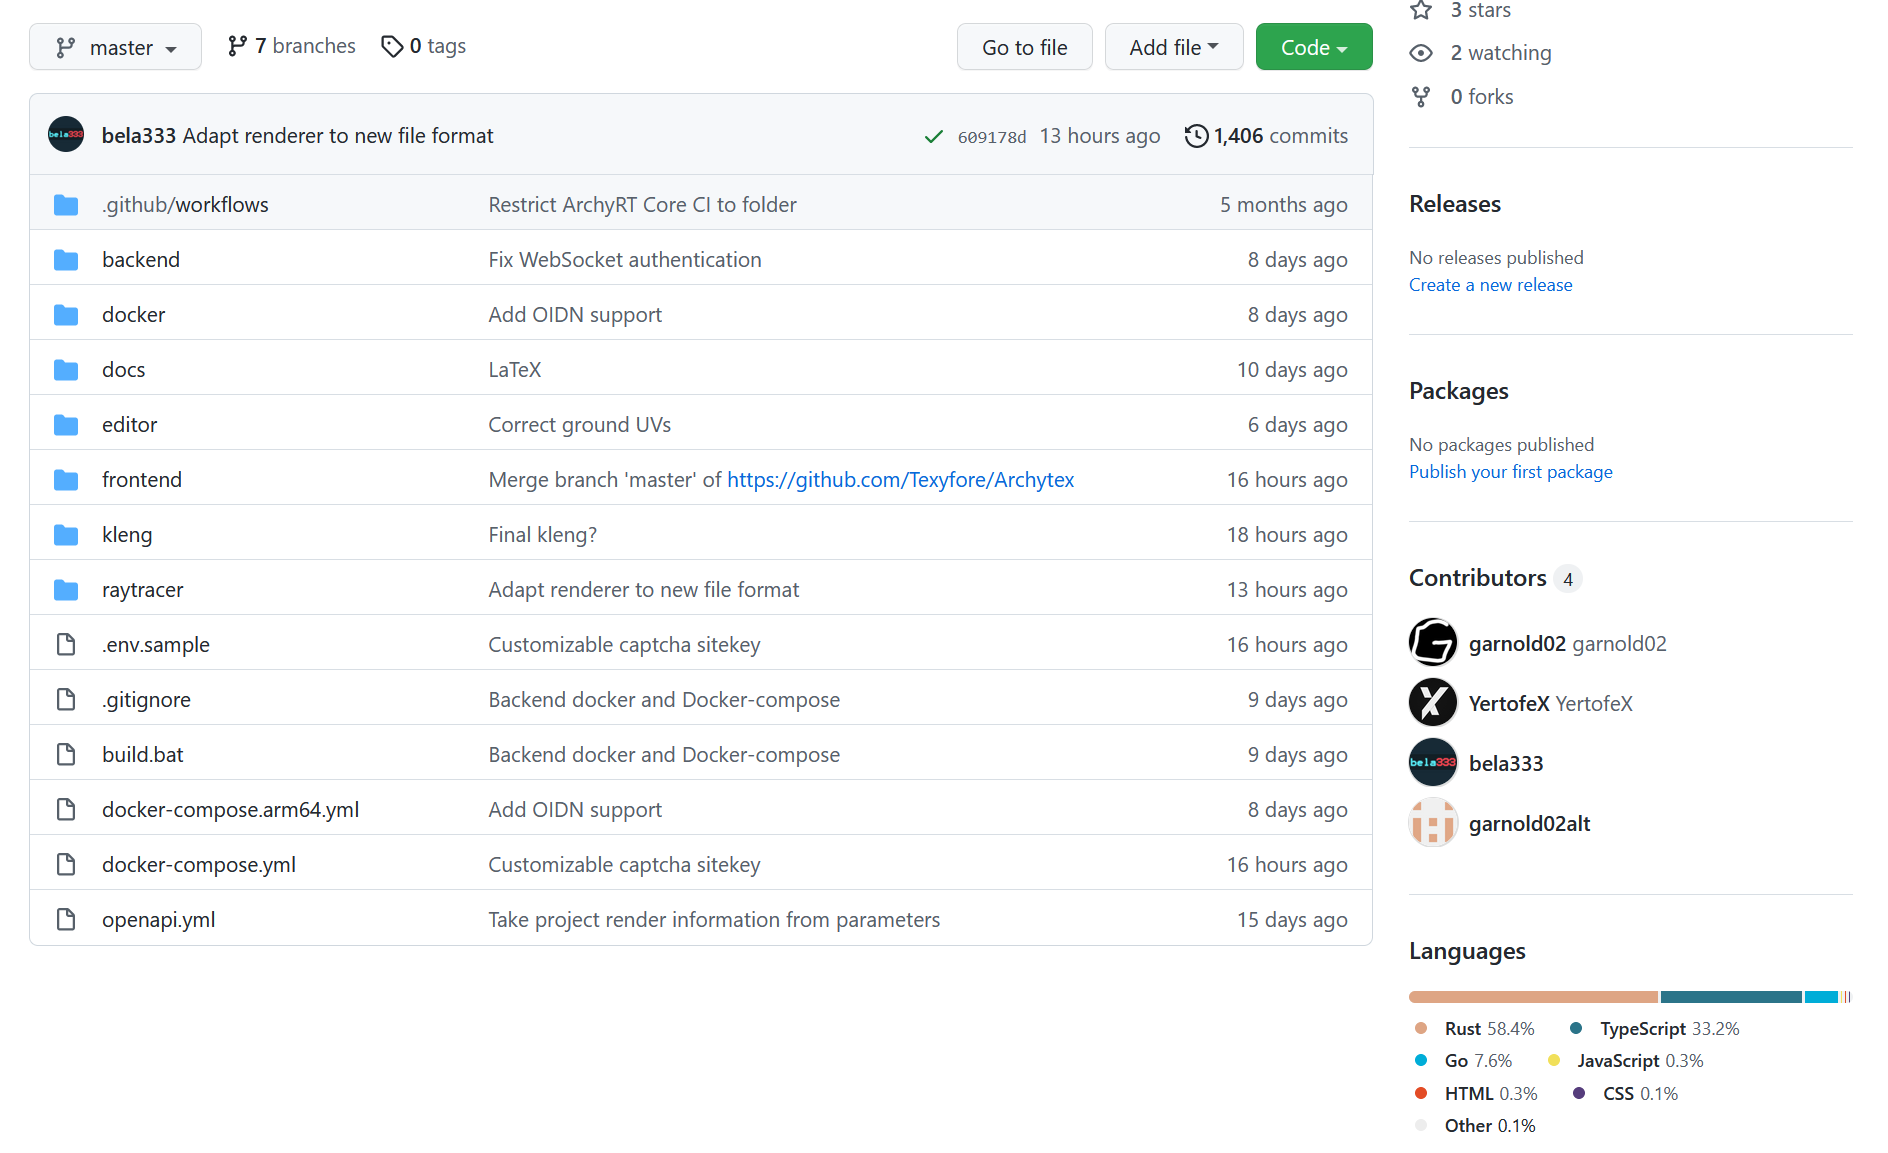 master 7 branches 0 tags Go to file Add file Code
bela333 Adapt renderer to new file format 609178d 13 hours ago 1,406 commits
.github/workflows Restrict ArchyRT Core CI to folder 5 months ago
backend Fix WebSocket authentication 8 days ago
docker Add OIDN support 8 days ago
docs LaTeX 10 days ago
editor Correct ground UVs 6 days ago
frontend Merge branch 'master' of https://github.com/Texyfore/Archytex 16 hours ago
kleng Final kleng? 18 hours ago
raytracer Adapt renderer to new file format 13 hours ago
.env.sample Customizable captcha sitekey 16 hours ago
.gitignore Backend docker and Docker-compose 9 days ago
build.bat Backend docker and Docker-compose 9 days ago
docker-compose.arm64.yml Add OIDN support 8 days ago
docker-compose.yml Customizable captcha sitekey 16 hours ago
openapi.yml Take project render information from parameters 15 days ago
3 stars
2 watching
0 forks
Releases
No releases published
Create a new release
Packages
No packages published
Publish your first package
Contributors 4
garnold02 garnold02
YertofeX YertofeX
bela333 bela333
garnold02alt
Languages
Rust 58.4% TypeScript 33.2%
Go 7.6% JavaScript 0.3%
HTML 0.3% CSS 0.1%
Other 0.1%